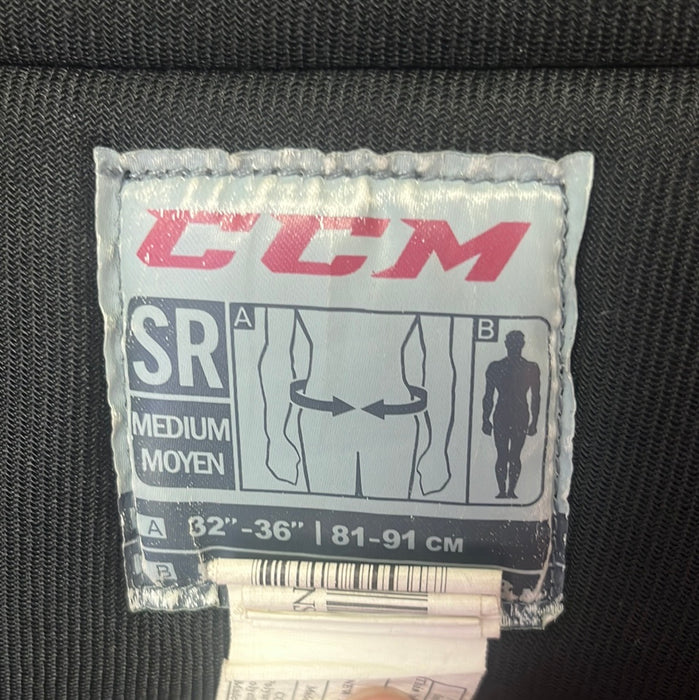 CCM
SR
MEDIUM
MOYEN
A
B
A 32”-36” | 81-91 CM
B